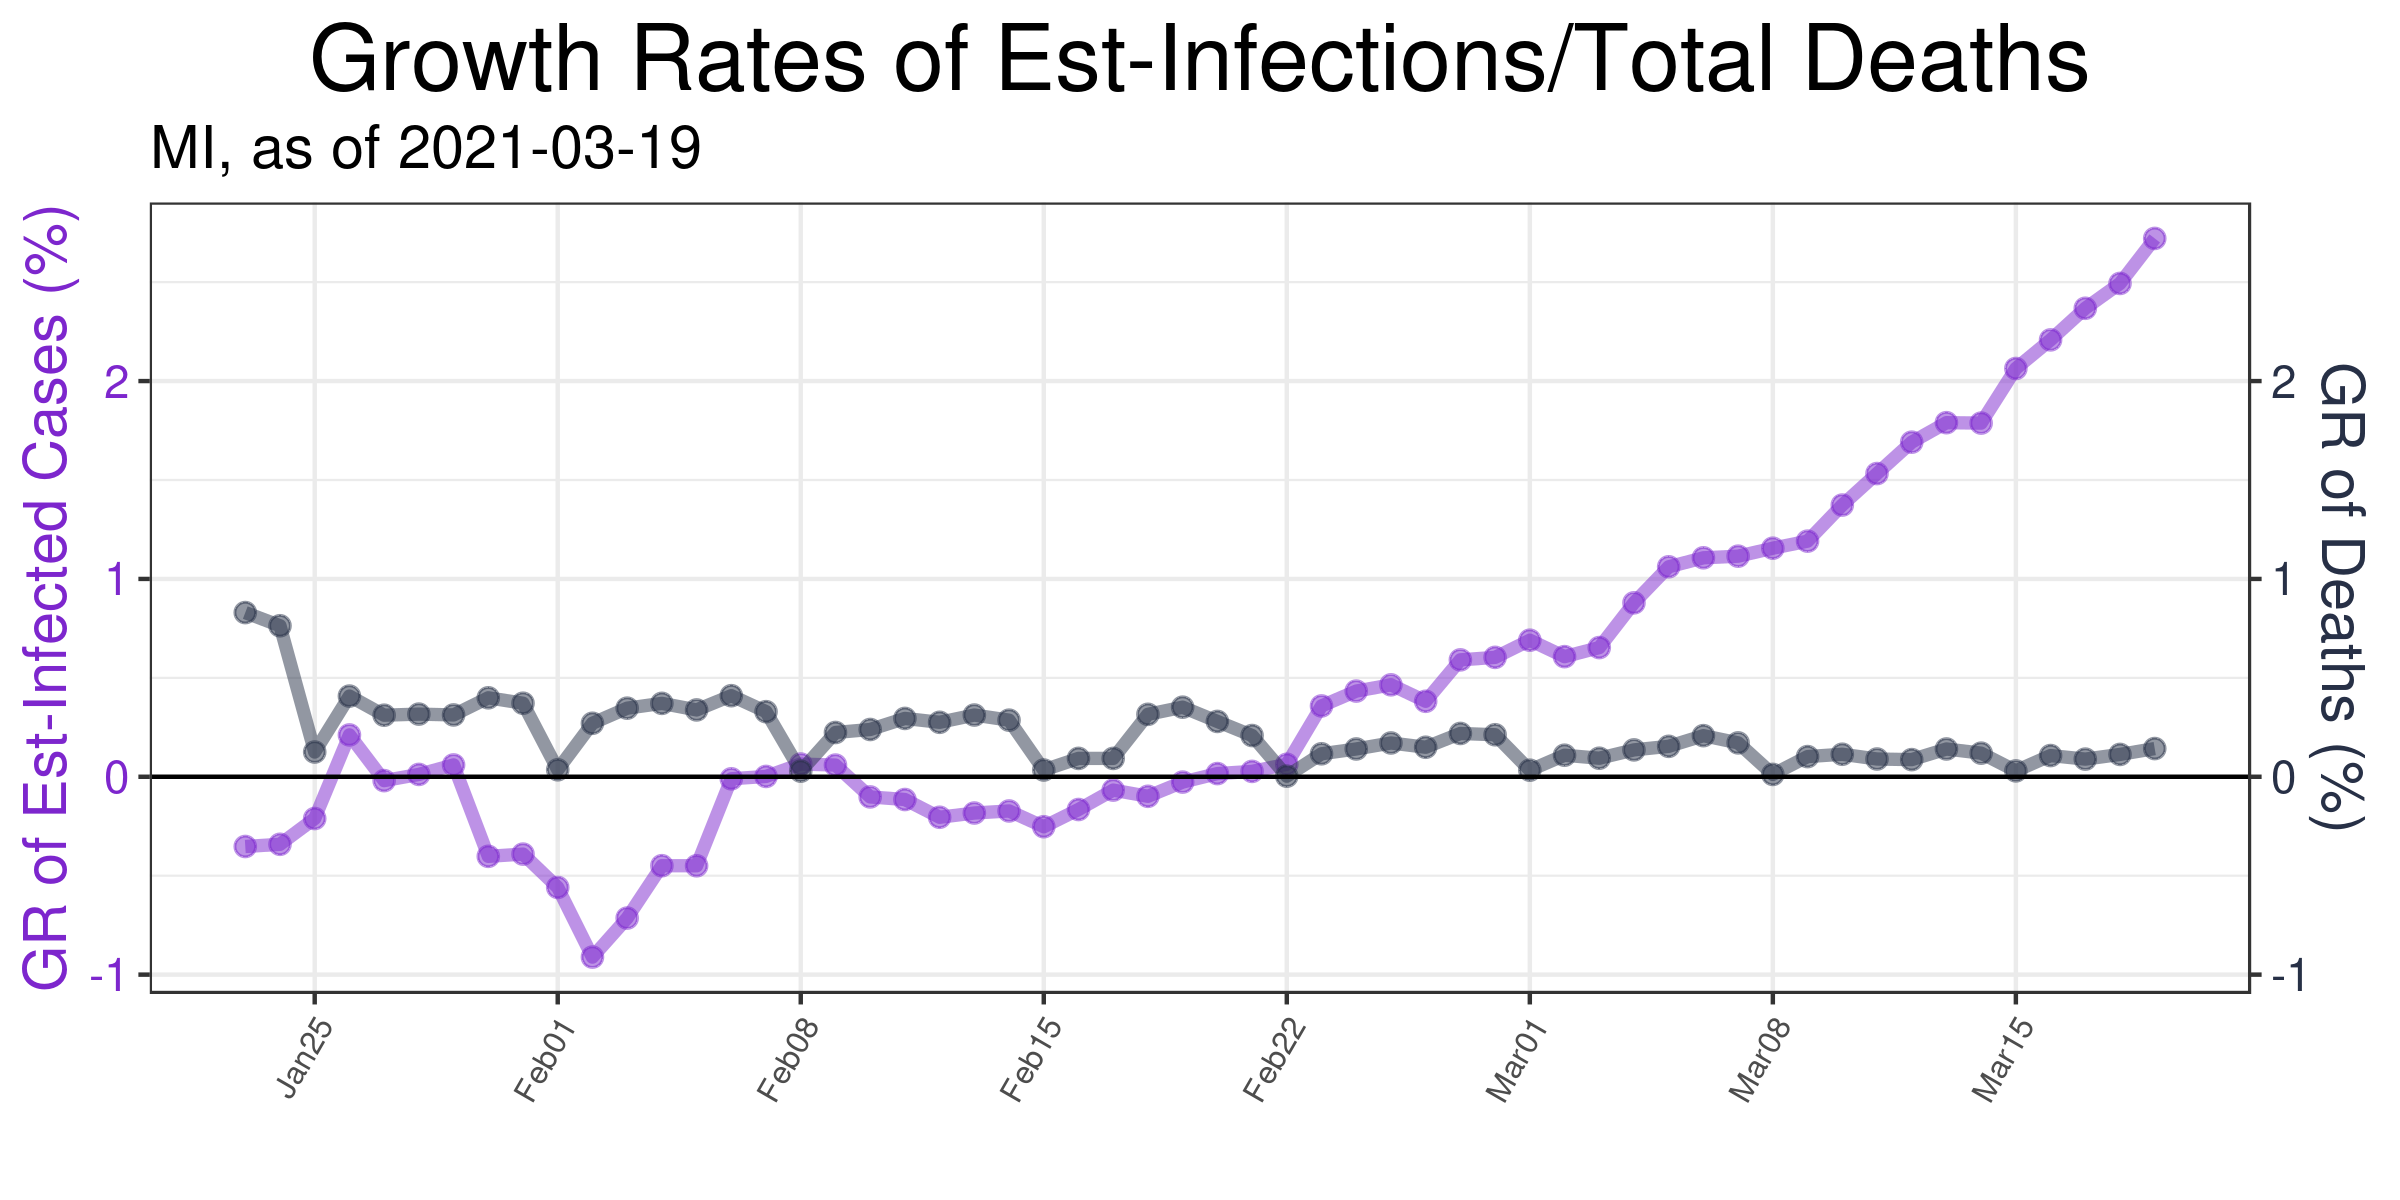 Growth Rates of Est-Infections/Total Deaths
MI, as of 2021-03-19
GR of Est-Infected Cases (%)
2
1
0
-1
2
1
0
-1
GR of Deaths (%)
Jan25
Feb01
Feb08
Feb15
Feb22
Mar01
Mar08
Mar15